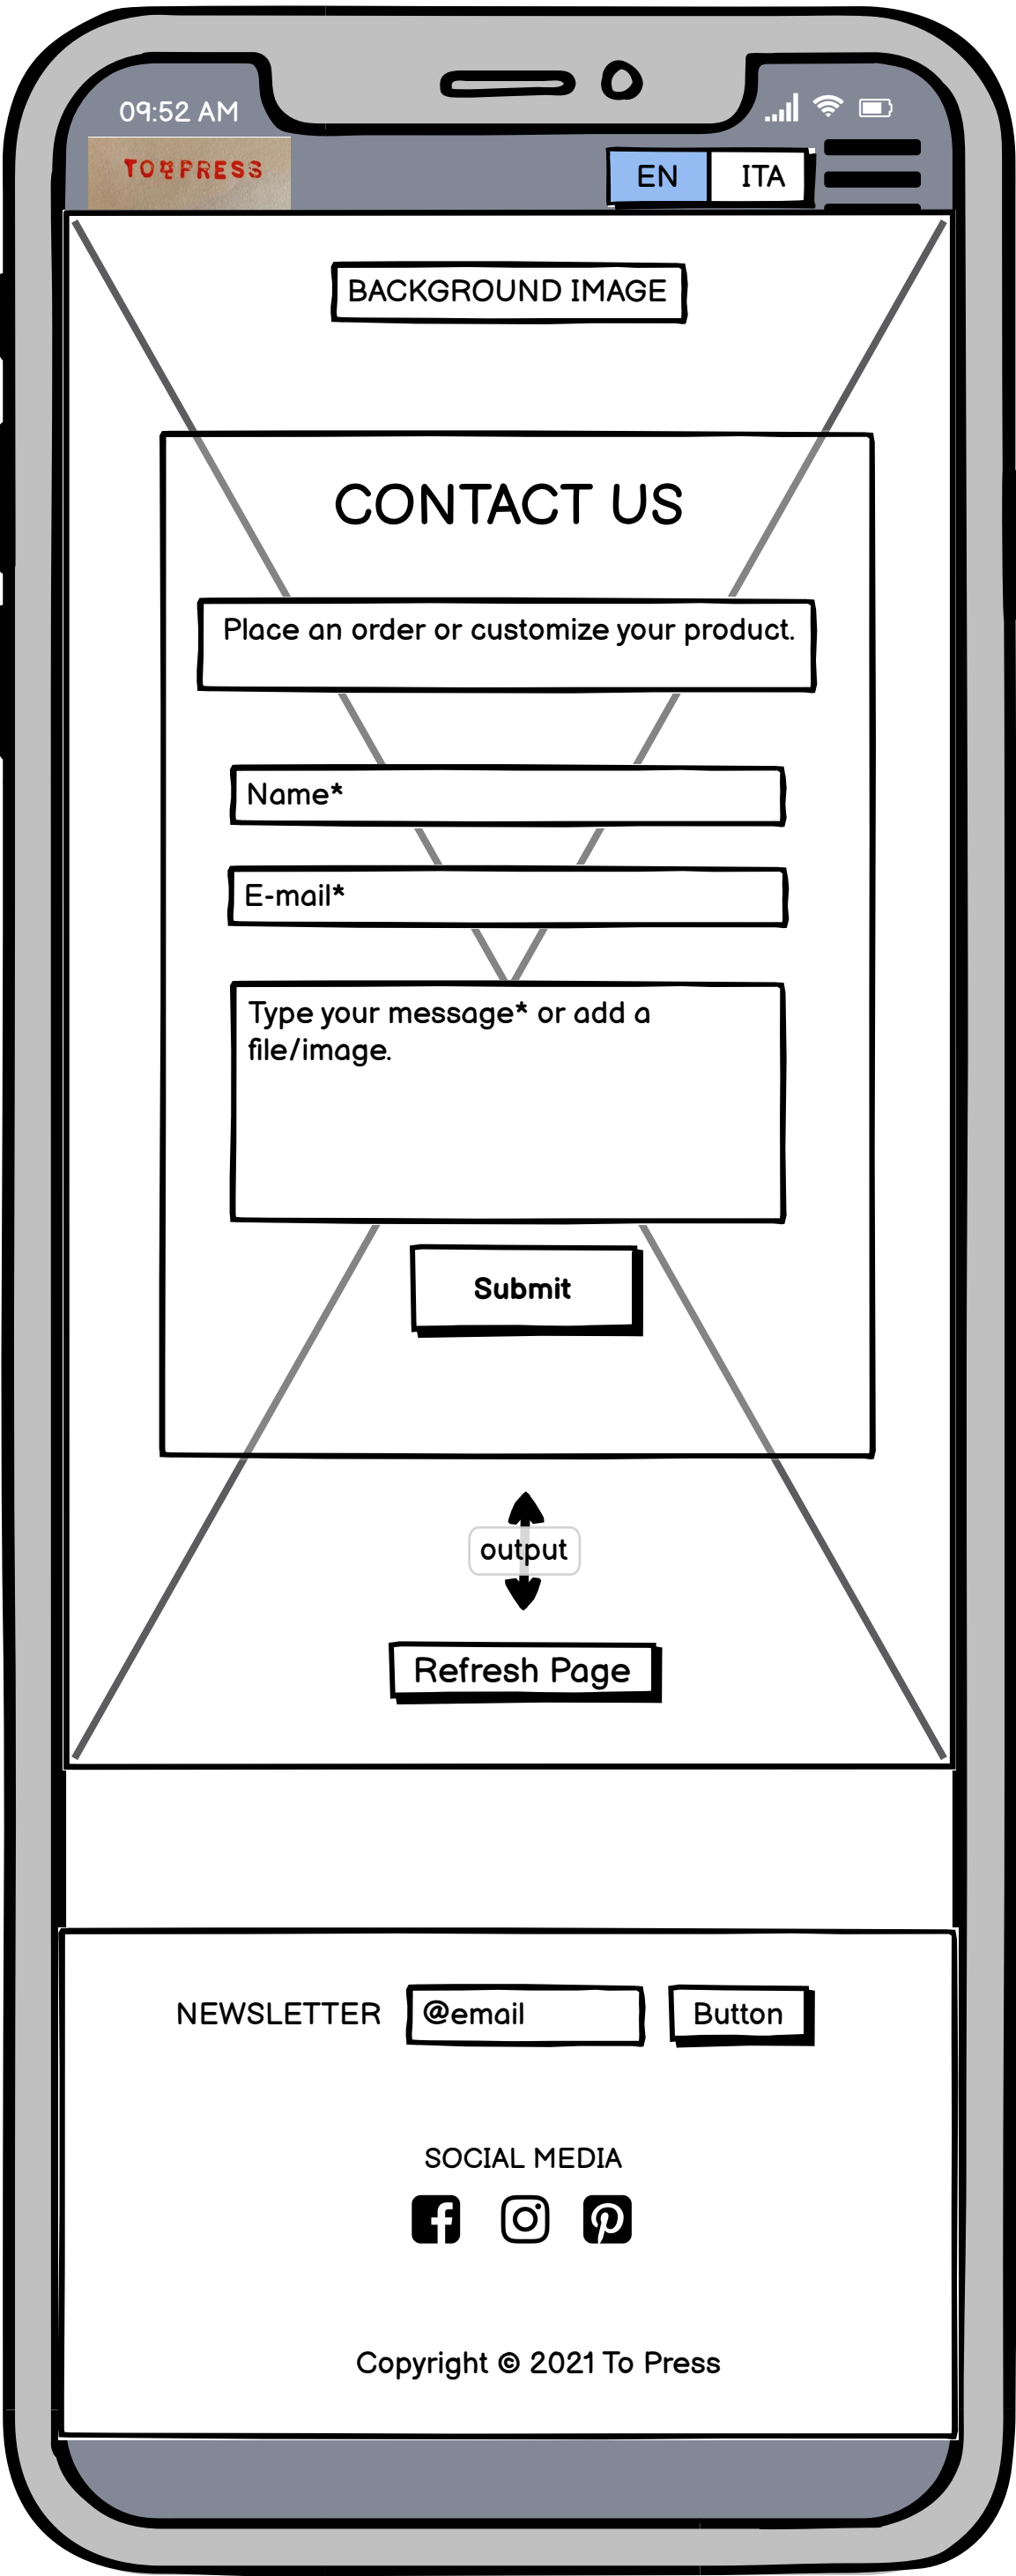 09:52 AM
TO PRESS
EN
ITA
BACKGROUND IMAGE
CONTACT US
Place an order or customize your product.
Name*
E-mail*
Type your message* or add a
file/image.
Submit
output
Refresh Page
NEWSLETTER
@email
Button
SOCIAL MEDIA
Copyright © 2021 To Press